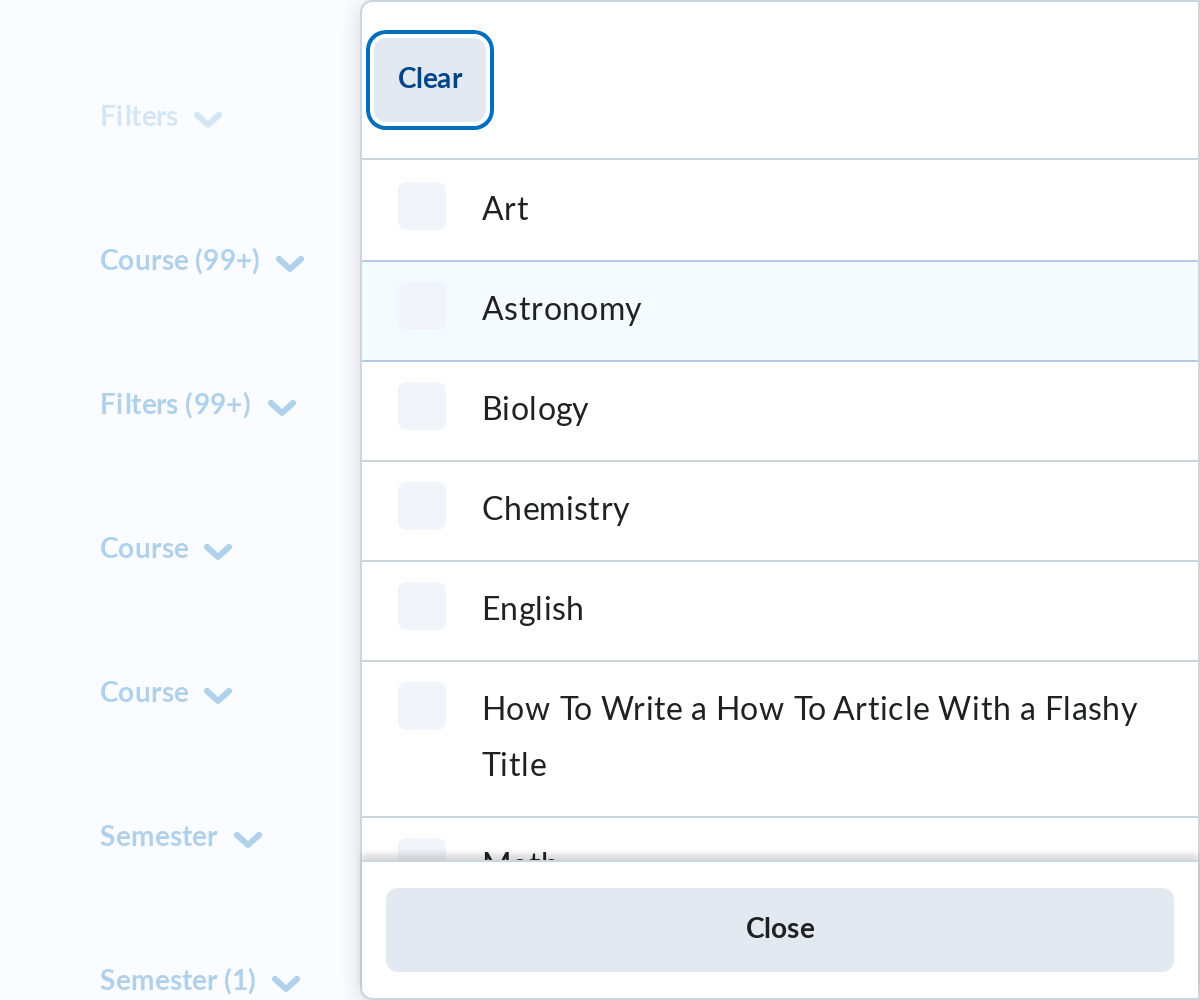 Filters
Course (99+)
Filters (99+)
Course
Course
Semester
Semester (1)
Clear
Art
Astronomy
Biology
Chemistry
English
How To Write a How To Article With a Flashy
Title
Math
Close